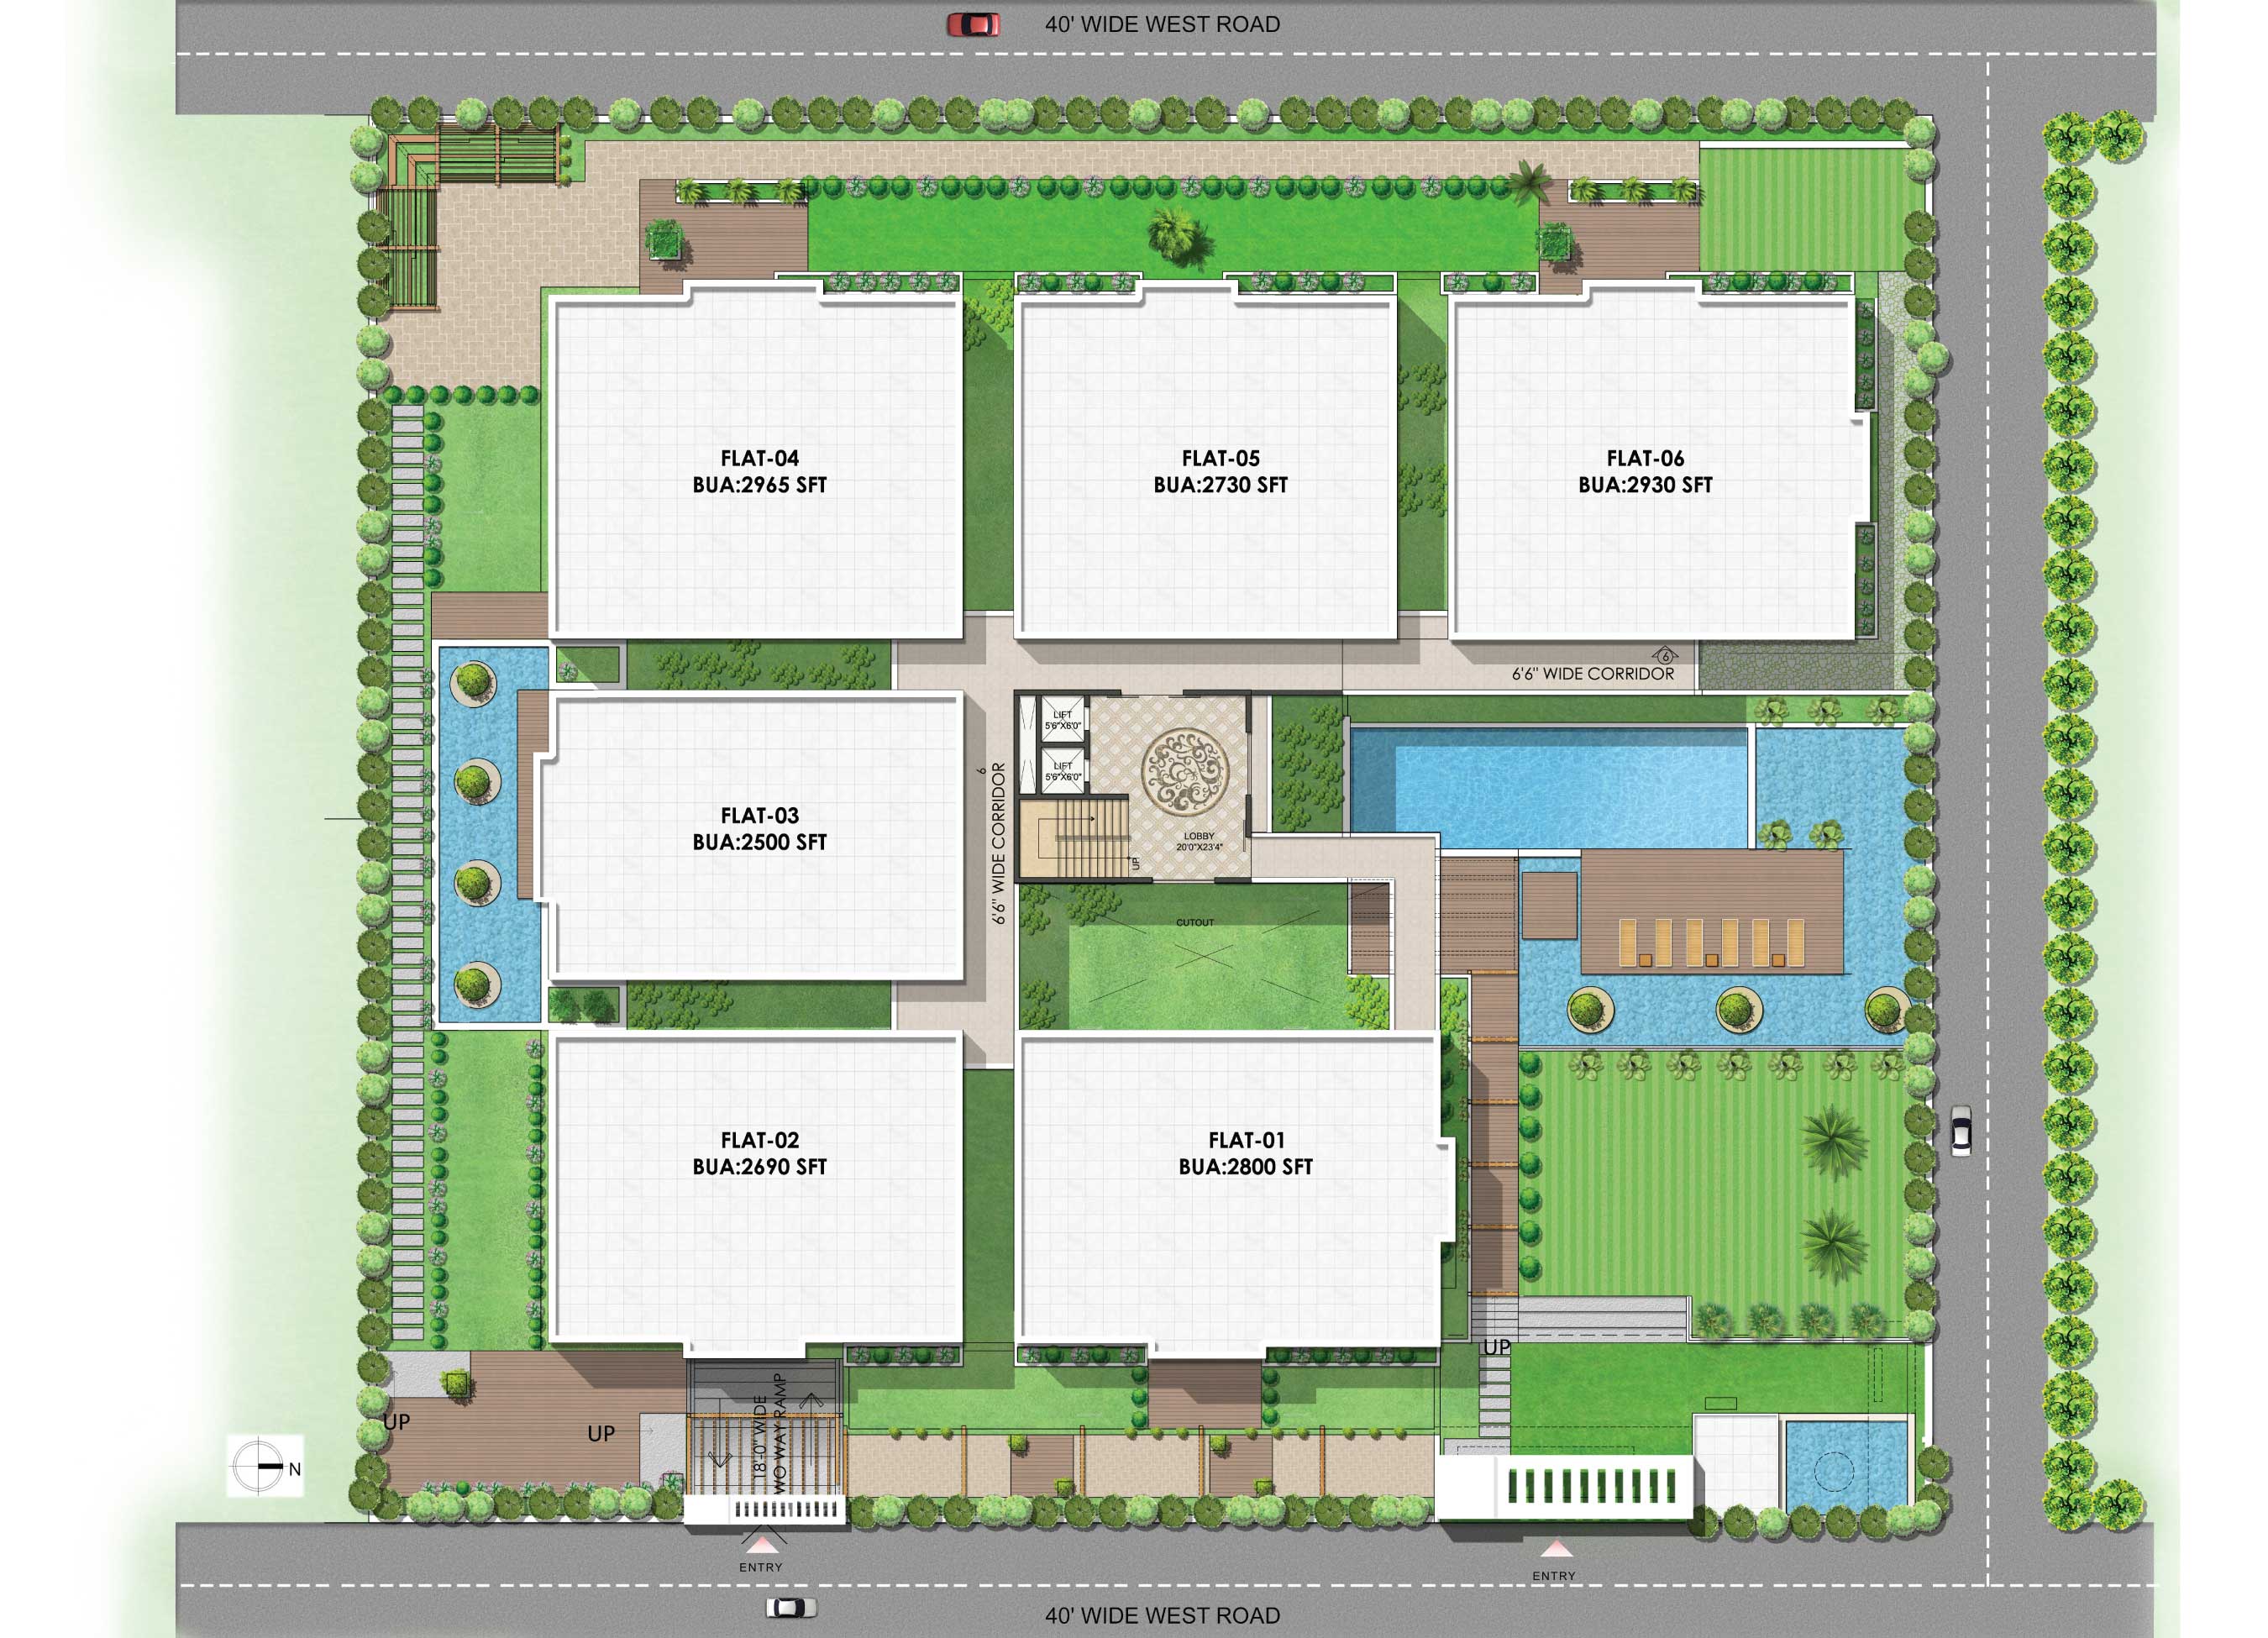 40' WIDE WEST ROAD
FLAT-04
BUA:2965 SFT
FLAT-05
BUA:2730 SFT
FLAT-06
BUA:2930 SFT
6
6'6" WIDE CORRIDOR
LIFT
5'6"X6'0"
LIFT
5'6"X6'0"
6
6'6" WIDE CORRIDOR
FLAT-03
BUA:2500 SFT
LOBBY
20'0"X23'4"
UP
CUTOUT
FLAT-02
BUA:2690 SFT
FLAT-01
BUA:2800 SFT
UP
UP
UP
18'-0" WIDE
WO WAY RAMP
N
ENTRY
ENTRY
40' WIDE WEST ROAD